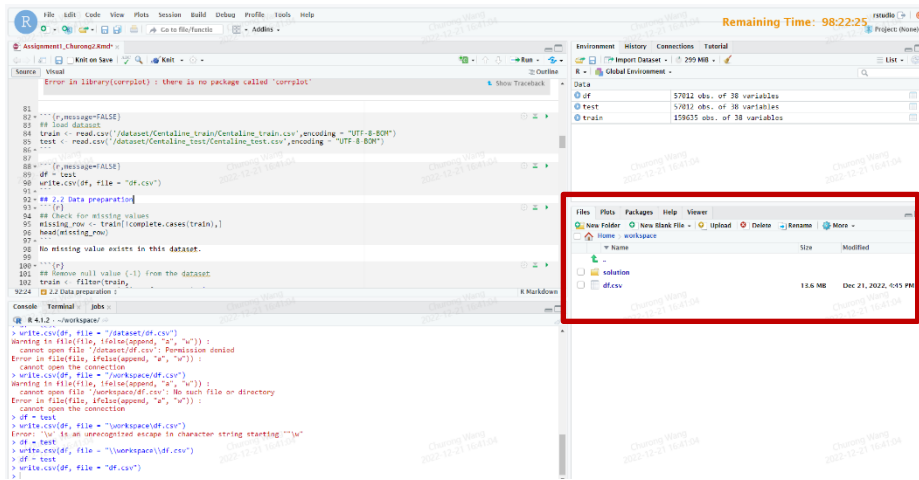 File Edit Code View Plots Session Build Debug Profile Tools Help
Go to file/functio
Addins
Remaining Time: 98:22:25
rstudio
Project: (None)
Assignment1_Churong2.Rmd*
Knit on Save
Knit
Run
Source Visual
Outline
Error in library(corrplot) : there is no package called 'corrplot'
Show Traceback
81
82 ```{r,message=FALSE}
83 ## load dataset
84 train <- read.csv('/dataset/Centaline_train/Centaline_train.csv',encoding = "UTF-8-BOM")
85 test <- read.csv('/dataset/Centaline_test/Centaline_test.csv',encoding = "UTF-8-BOM")
86 ```
87
88 ```{r,message=FALSE}
89 df = test
90 write.csv(df, file = "df.csv")
91 ```
92 ## 2.2 Data preparation
93 ```{r}
94 ## Check for missing values
95 missing_row <- train[!complete.cases(train),]
96 head(missing_row)
97 ```
98 No missing value exists in this dataset.
99
100 ```{r}
101 ## Remove null value (-1) from the dataset
102 train <- filter(train,
92:24 2.2 Data preparation
R Markdown
Console Terminal Jobs
R 4.1.2 · ~/workspace/
> write.csv(df, file = "/dataset/df.csv")
Warning in file(file, ifelse(append, "a", "w")) :
cannot open file '/dataset/df.csv': Permission denied
Error in file(file, ifelse(append, "a", "w")) :
cannot open the connection
> write.csv(df, file = "/workspace/df.csv")
Warning in file(file, ifelse(append, "a", "w")) :
cannot open file '/workspace/df.csv': No such file or directory
Error in file(file, ifelse(append, "a", "w")) :
cannot open the connection
> df = test
> write.csv(df, file = "\workspace\df.csv")
Error: '\w' is an unrecognized escape in character string starting ""\w"
> df = test
> write.csv(df, file = "\\workspace\\df.csv")
> df = test
> write.csv(df, file = "df.csv")
>
Environment History Connections Tutorial
Import Dataset
299 MiB
List
R Global Environment
Data
df 57012 obs. of 38 variables
test 57012 obs. of 38 variables
train 159635 obs. of 38 variables
Files Plots Packages Help Viewer
New Folder New Blank File Upload Delete Rename More
Home workspace
Name Size Modified
..
solution
df.csv 13.6 MB Dec 21, 2022, 4:45 PM
Churong Wang
2022-12-21 16:41:04